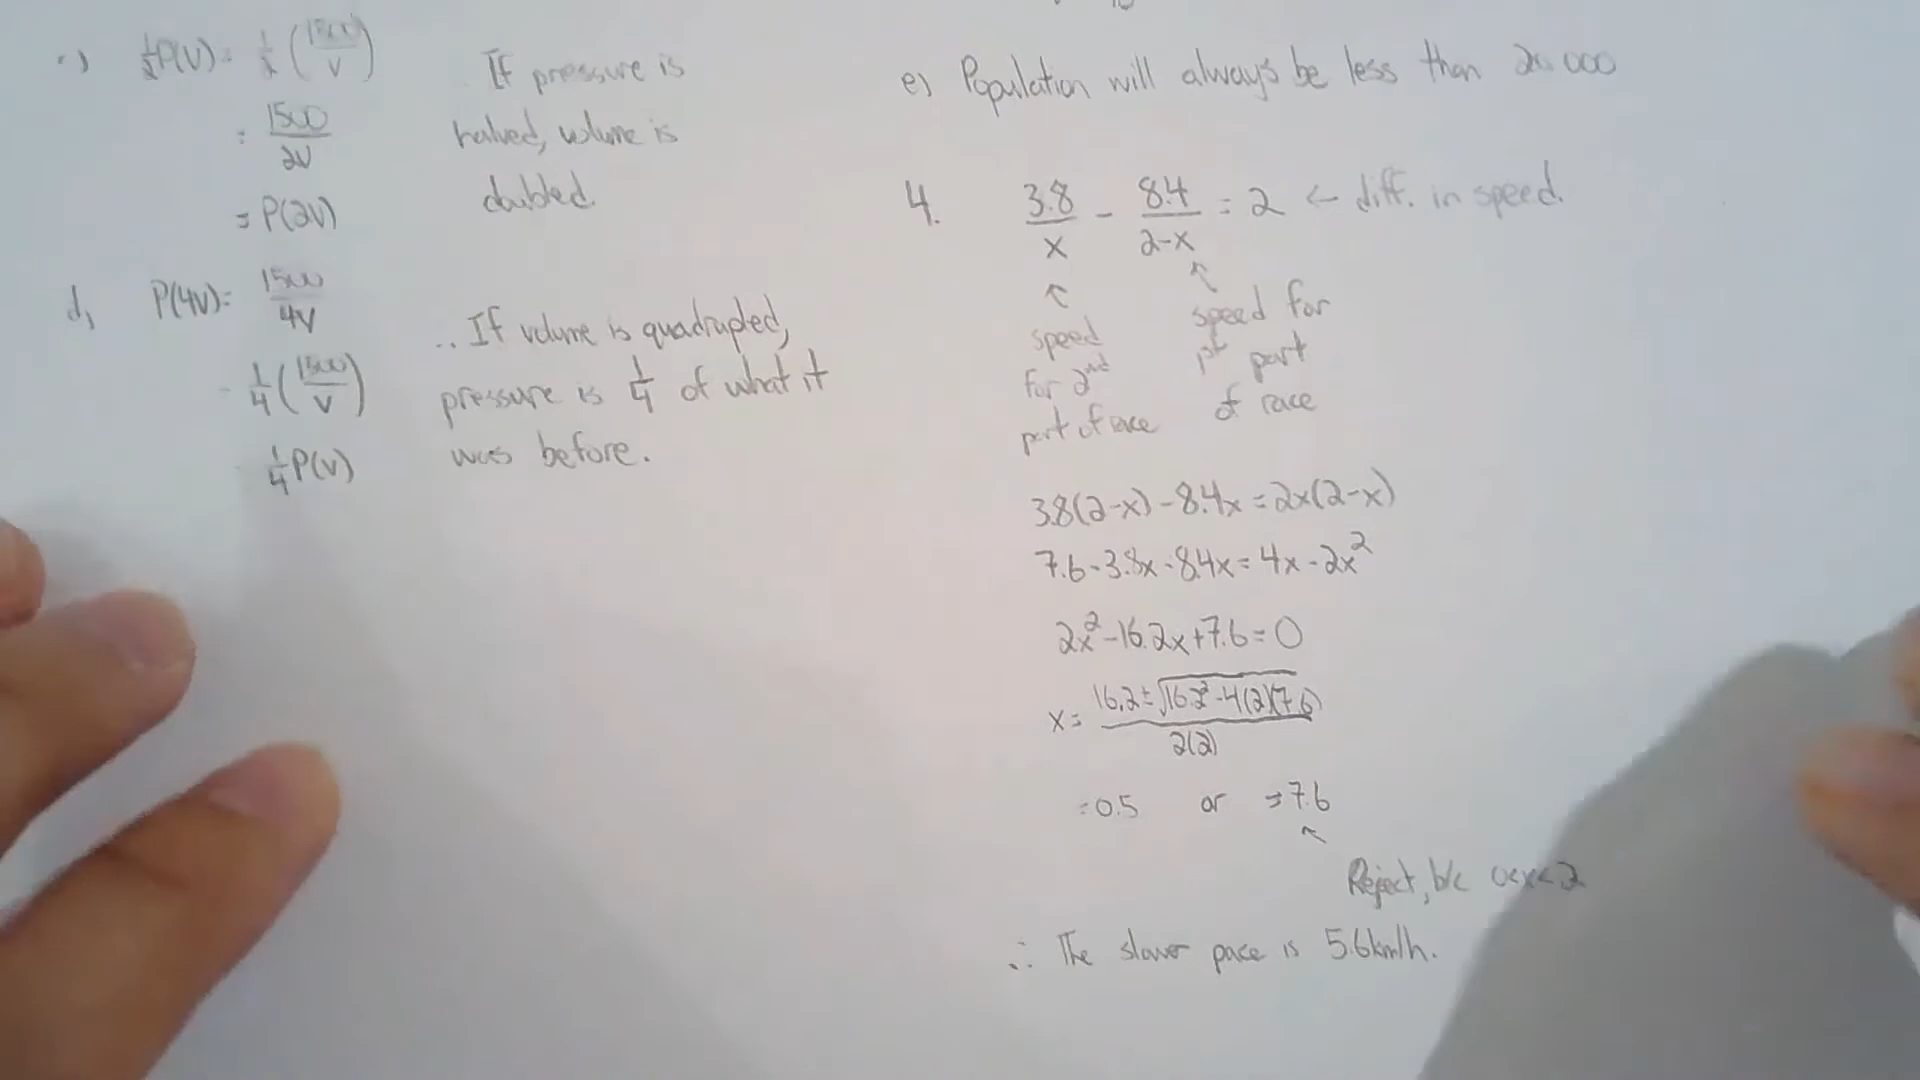 ½P(V) = ½(1500/V)
= 1500/2V
= P(2V)
If pressure is
halved, volume is
doubled.
d) P(4V) = 1500/4V
= ¼(1500/V)
¼P(V)
∴ If volume is quadrupled,
pressure is ¼ of what it
was before.
e) Population will always be less than 20 000
4. 3.8/x - 8.4/2-x = 2 ← diff. in speed.
↑ speed for 2nd part of race
↑ speed for 1st part of race
3.8(2-x) - 8.4x = 2x(2-x)
7.6 - 3.8x - 8.4x = 4x - 2x²
2x² - 16.2x + 7.6 = 0
x = 16.2 ± √16.2² - 4(2)(7.6) / 2(2)
= 0.5 or = 7.6
↑ Reject, b/c 0<x<2
∴ The slower pace is 5.6km/h.